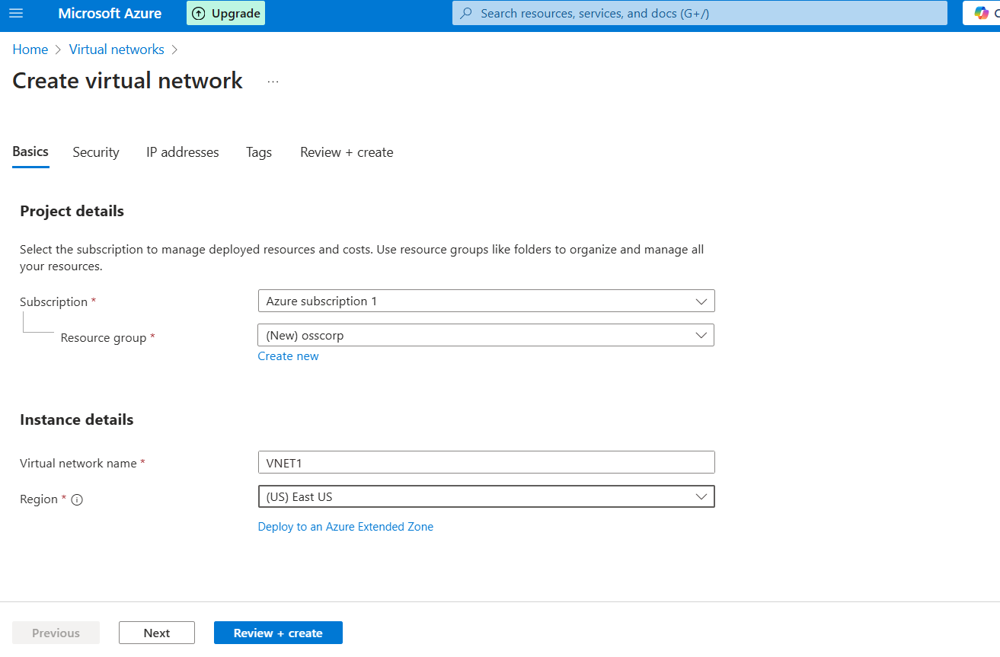 Microsoft Azure
Upgrade
Search resources, services, and docs (G+/)
Home > Virtual networks >
Create virtual network ...
Basics Security IP addresses Tags Review + create
Project details
Select the subscription to manage deployed resources and costs. Use resource groups like folders to organize and manage all
your resources.
Subscription *
Azure subscription 1
Resource group *
(New) osscorp
Create new
Instance details
Virtual network name *
VNET1
Region *
(US) East US
Deploy to an Azure Extended Zone
Previous
Next
Review + create